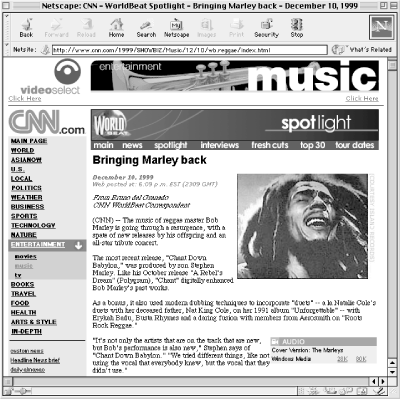 Netscape: CNN - WorldBeat Spotlight - Bringing Marley back - December 10, 1999
Back Forward Reload Home Search Netscape Images Print Security Stop
N
Netsite: http://www.cnn.com/1999/SHOWBIZ/Music/12/10/wb.reggae/index.html What's Related
entertainment
music
videoselect
Click Here Click Here
CNN.com
WORLD
BEAT
spotlight
main news spotlight interviews fresh cuts top 30 tour dates
MAIN PAGE
WORLD
ASIANOW
U.S.
LOCAL
POLITICS
WEATHER
BUSINESS
SPORTS
TECHNOLOGY
NATURE
ENTERTAINMENT
movies
music
tv
BOOKS
TRAVEL
FOOD
HEALTH
ARTS & STYLE
IN-DEPTH
custom news
Headline News brief
daily almanac
Bringing Marley back
December 10, 1999
Web posted at: 6:09 p.m. EST (2309 GMT)
CNN WorldBeat Correspondent
(CNN) -- The music of reggae master Bob
Marley is going through a resurgence, with a
spate of new releases by his offspring and an
all-star tribute concert.
The most recent release, "Chant Down
Babylon," was produced by son Stephen
Marley. Like his October release "A Rebel's
Dream" (Polygram), "Chant" digitally enhanced
Bob Marley's past works.
As a bonus, it also used modern dubbing techniques to incorporate "duets" -- a la Natalie Cole's
duets with her deceased father, Nat King Cole, on her 1991 album "Unforgettable" -- with
Erykah Badu, Busta Rhymes and a daring fusion with members from Aerosmith on "Roots
Rock Reggae."
"It's not only the artists that are on the track that are new,
but Bob's performance is also new," says Stephen of
"Chant Down Babylon." "We tried different things, like not
using the vocal that everybody knew, but the vocal that they
didn't use."
AUDIO
Cover Version: The Marleys
Windows Media 28K 80K